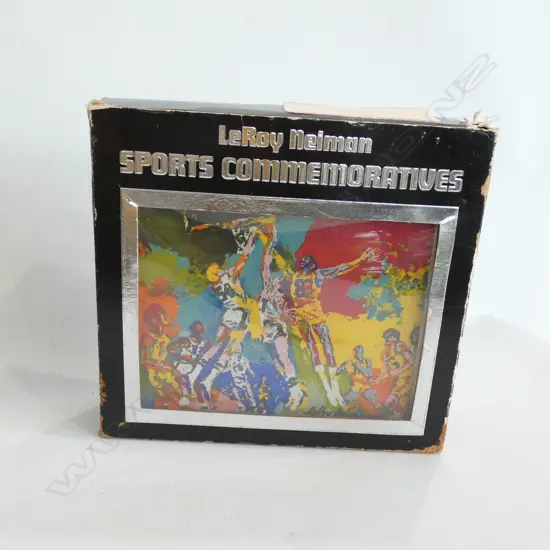 LeRoy Neiman
SPORTS COMMEMORATIVES